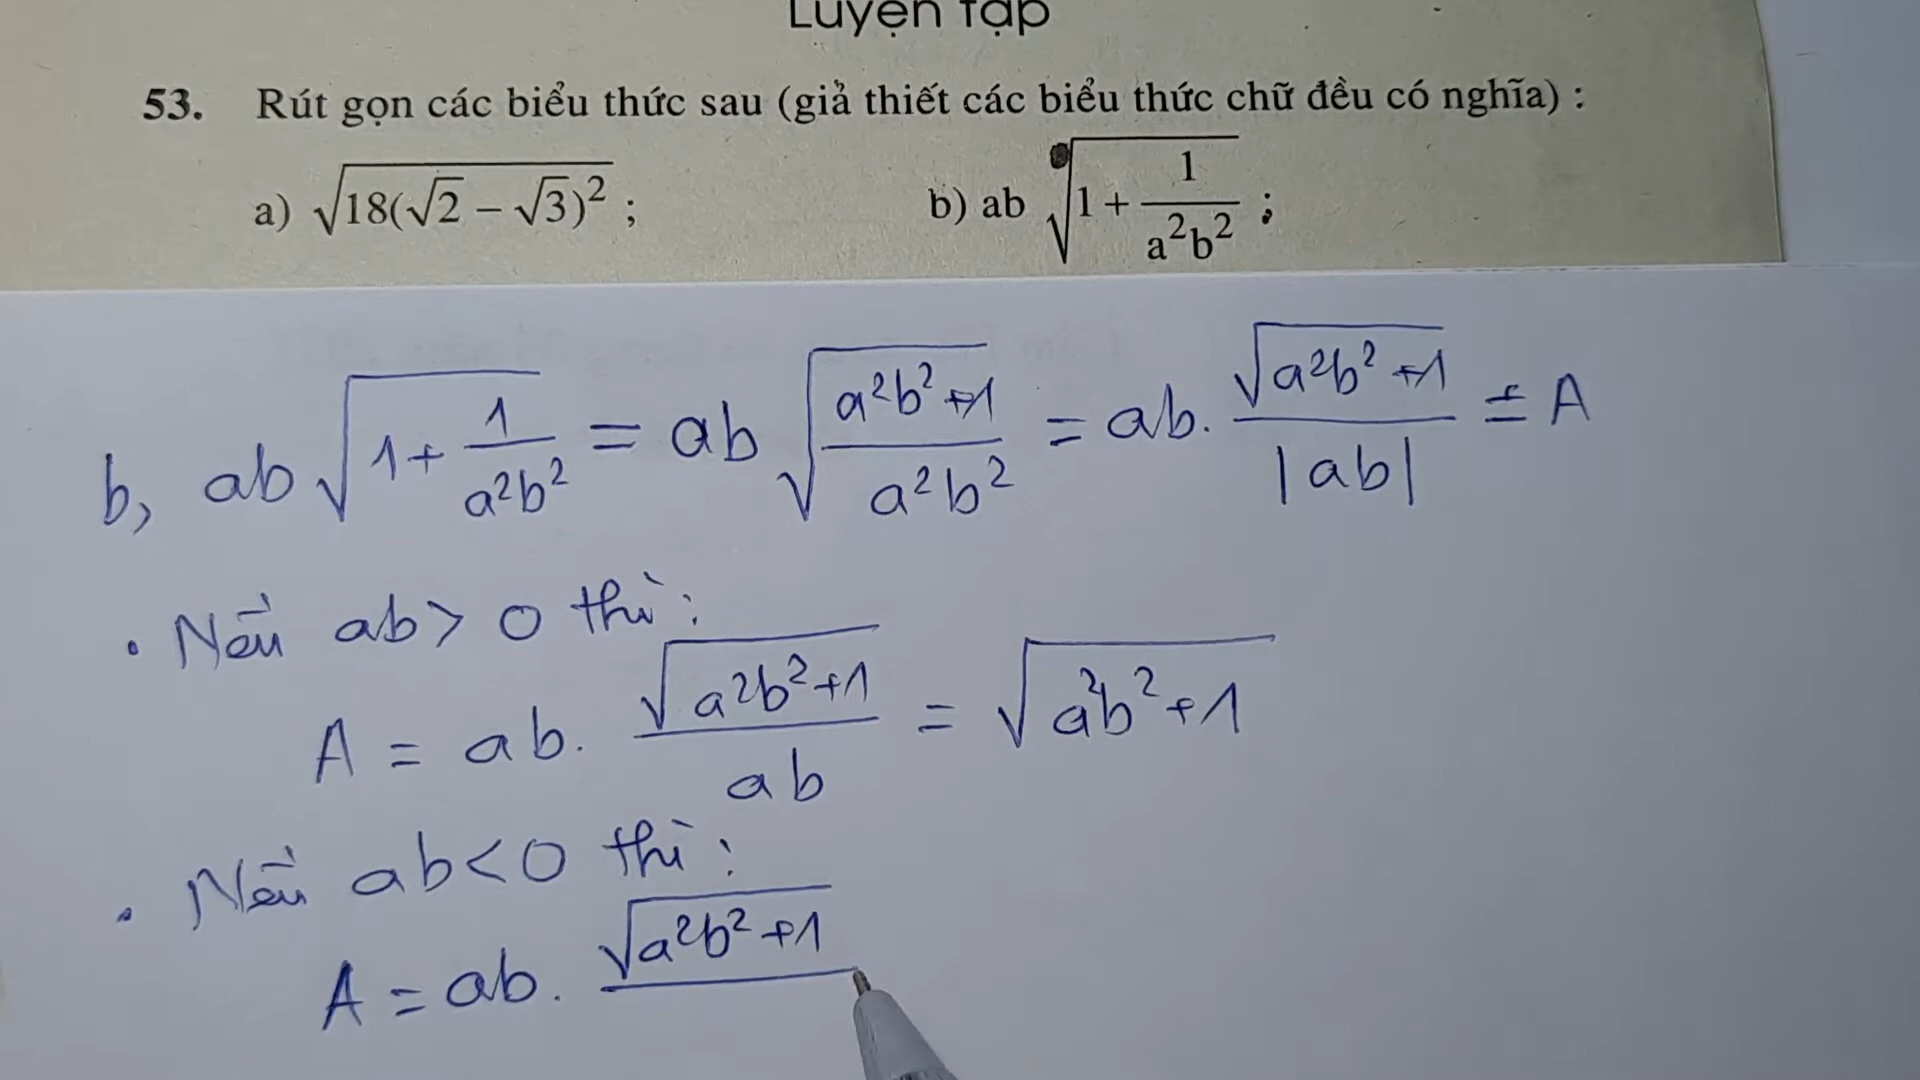 Luyện tập
53. Rút gọn các biểu thức sau (giả thiết các biểu thức chữ đều có nghĩa) :
a) √(18(√2 − √3)²) ; b) ab √(1 + 1/(a²b²)) ;
b, ab √(1 + 1/(a²b²)) = ab √((a²b²+1)/(a²b²)) = ab. √(a²b²+1)/|ab| = A
• Nếu ab > 0 thì :
A = ab. √(a²b²+1)/(ab) = √(a²b²+1)
• Nếu ab < 0 thì :
A = ab. √(a²b²+1)